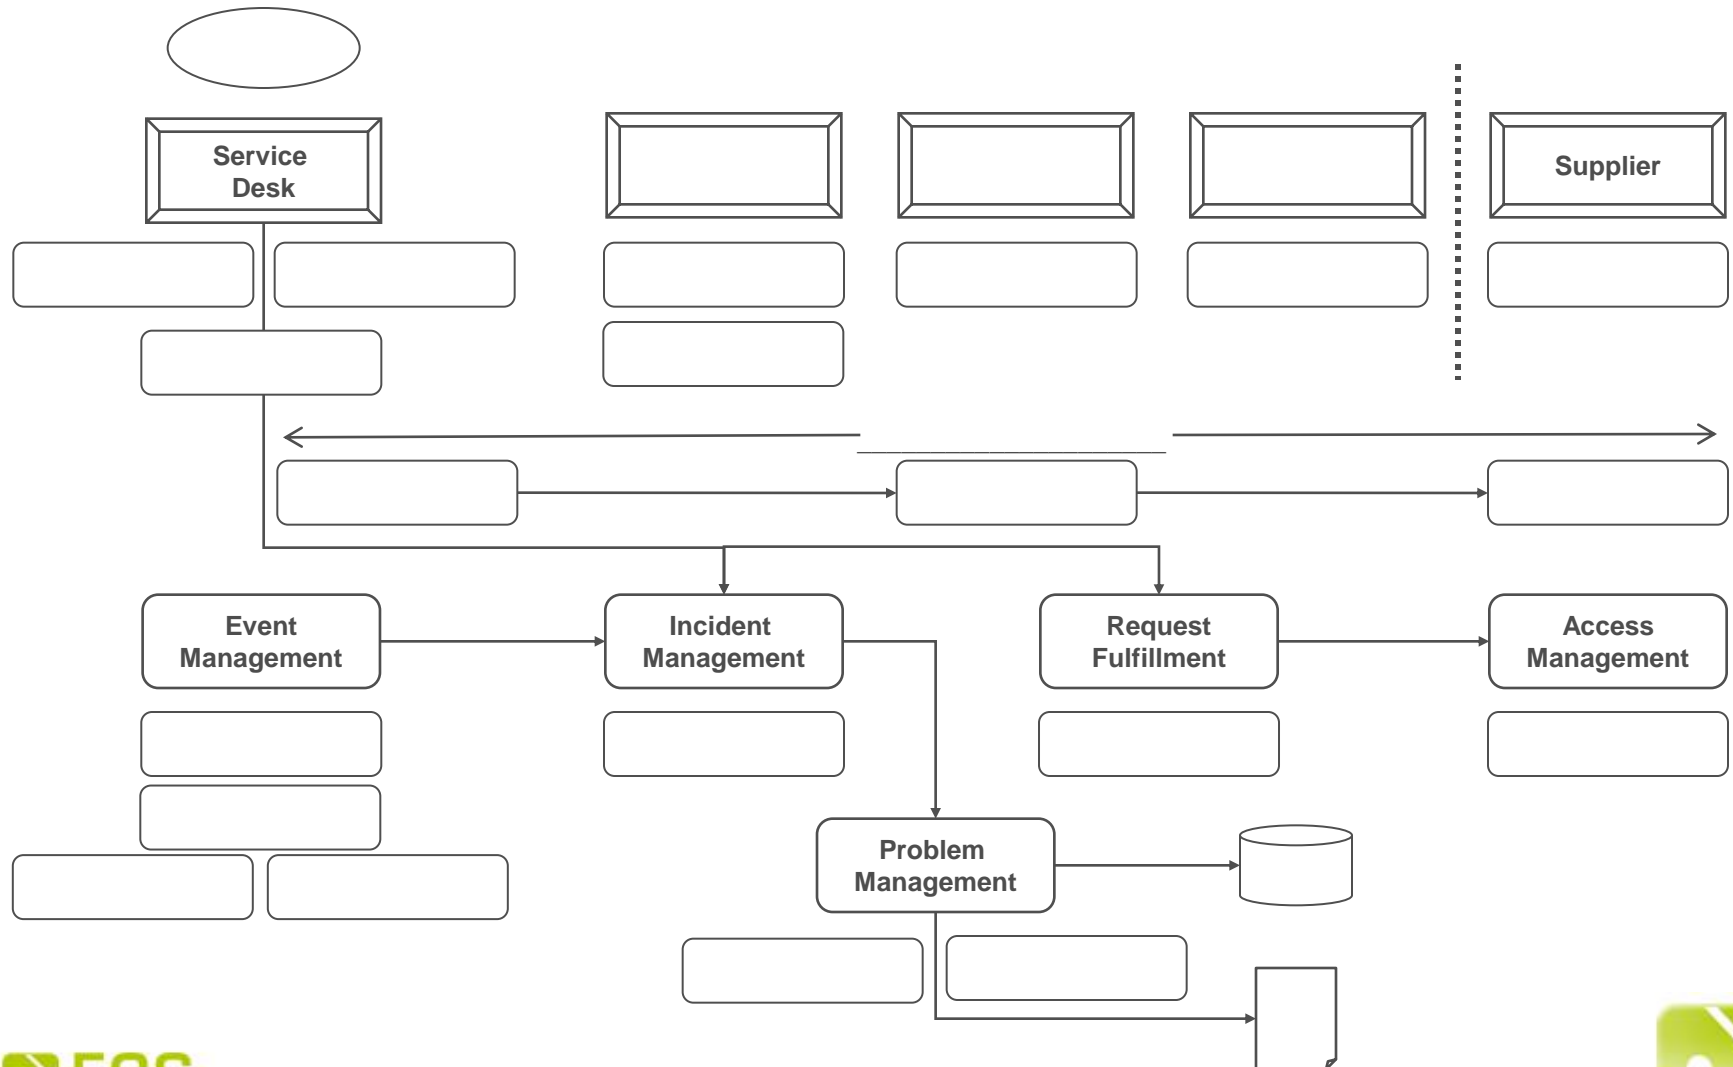 Service
Desk
Supplier
Event
Management
Incident
Management
Request
Fulfillment
Access
Management
Problem
Management